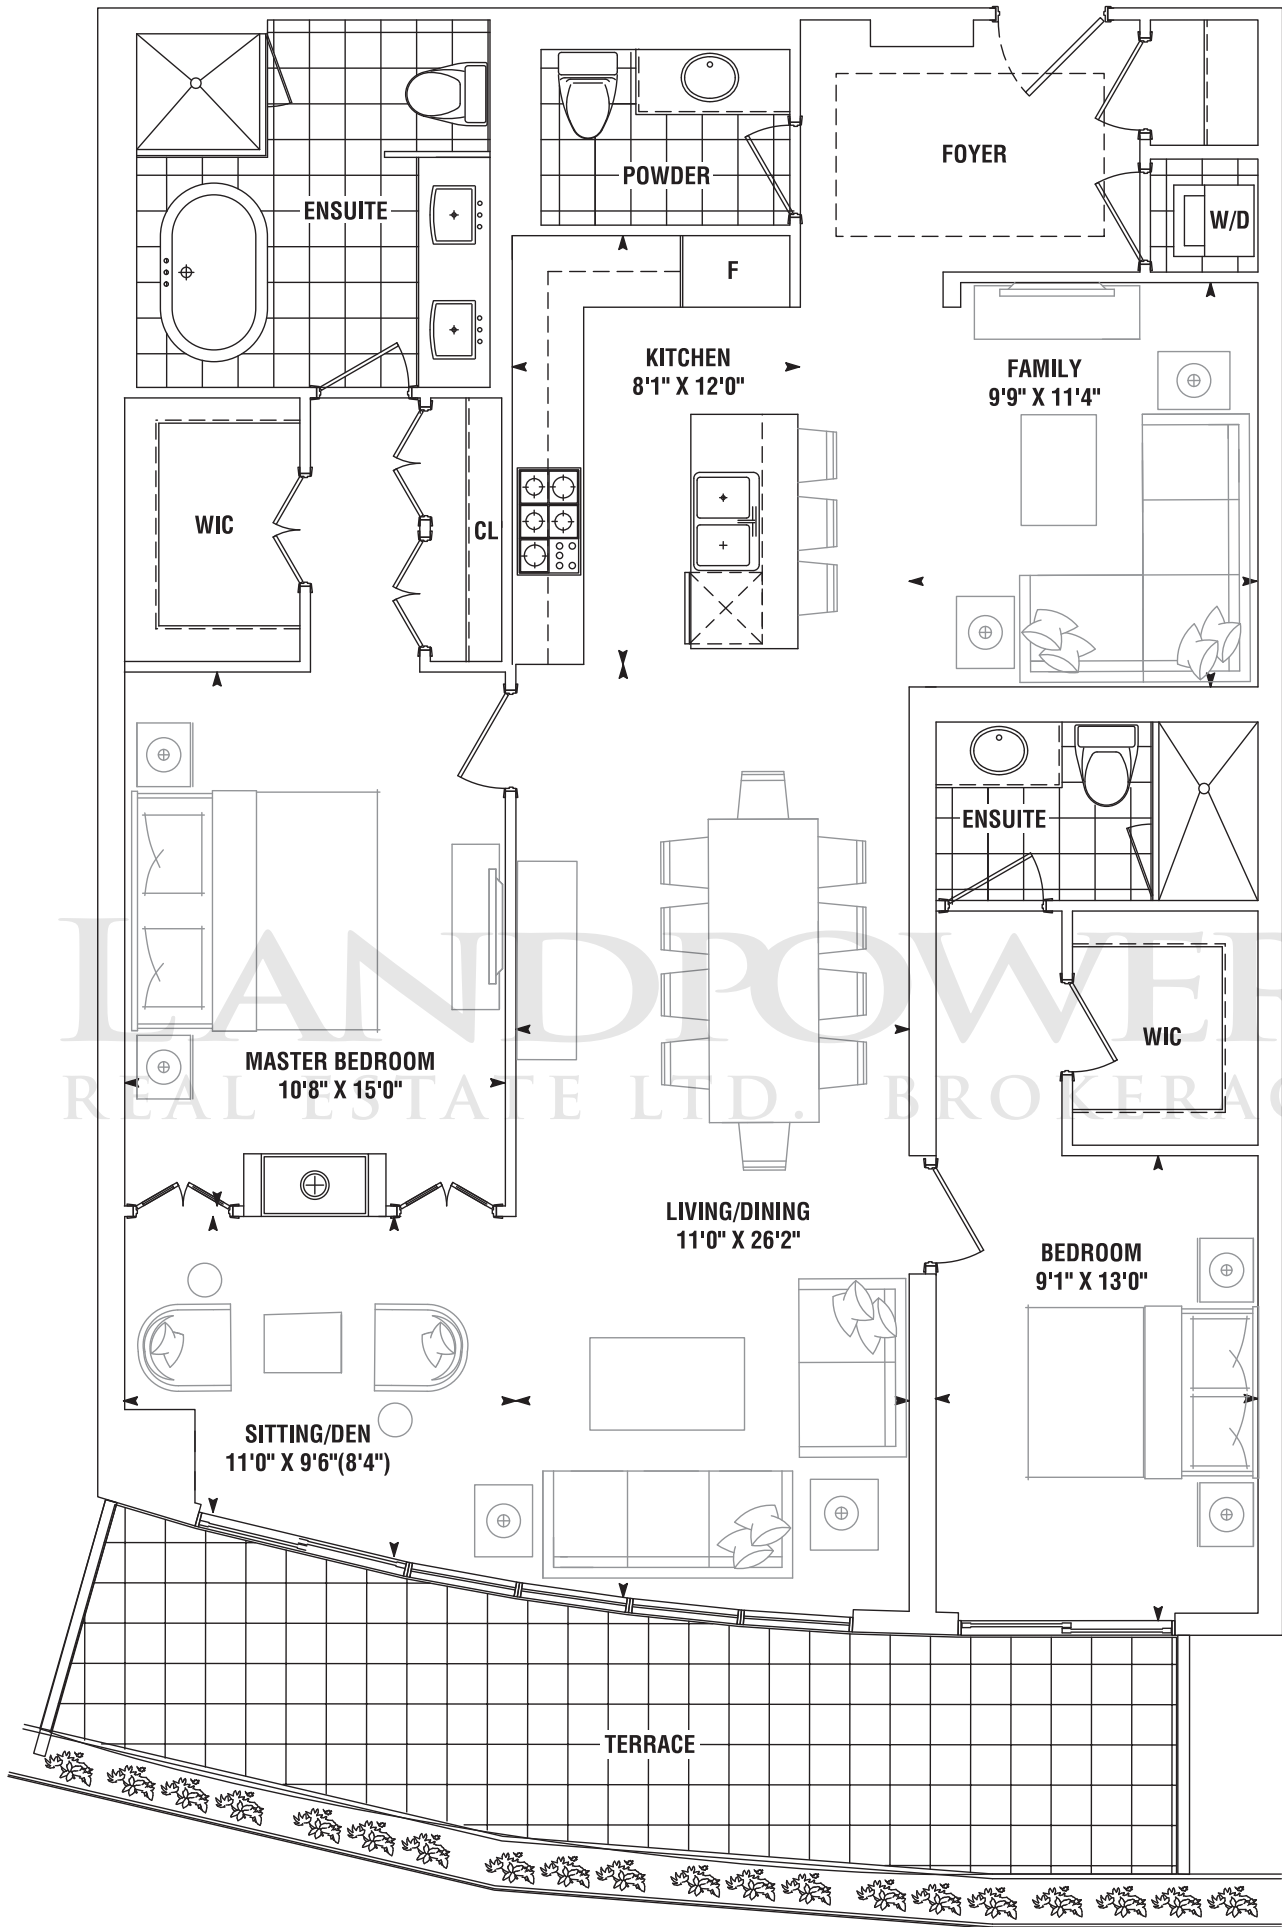 FOYER
POWDER
ENSUITE
W/D
F
KITCHEN
8'1" X 12'0"
FAMILY
9'9" X 11'4"
WIC
CL
ENSUITE
LANDPOWER
REAL ESTATE LTD. BROKERAG
WIC
MASTER BEDROOM
10'8" X 15'0"
LIVING/DINING
11'0" X 26'2"
BEDROOM
9'1" X 13'0"
SITTING/DEN
11'0" X 9'6"(8'4")
TERRACE